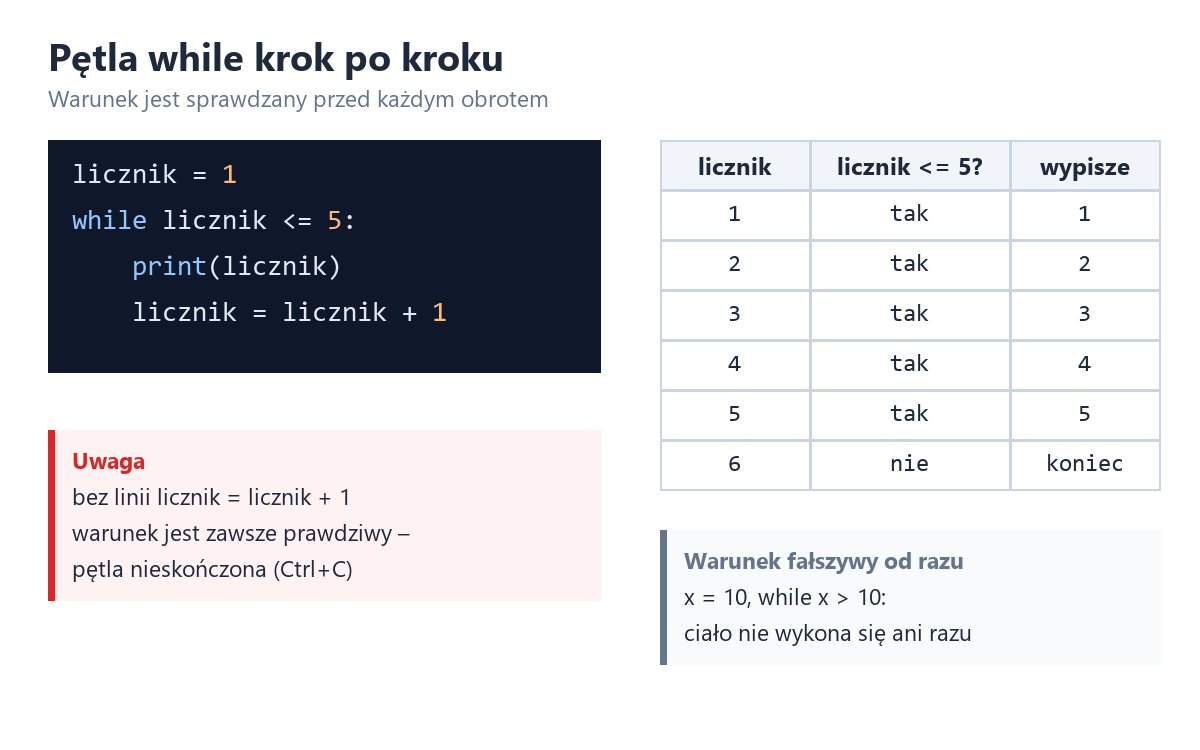 Pętla while krok po kroku
Warunek jest sprawdzany przed każdym obrotem
licznik = 1
while licznik <= 5:
    print(licznik)
    licznik = licznik + 1
Uwaga
bez linii licznik = licznik + 1
warunek jest zawsze prawdziwy –
pętla nieskończona (Ctrl+C)
licznik licznik <= 5? wypisze
1 tak 1
2 tak 2
3 tak 3
4 tak 4
5 tak 5
6 nie koniec
Warunek fałszywy od razu
x = 10, while x > 10:
ciało nie wykona się ani razu